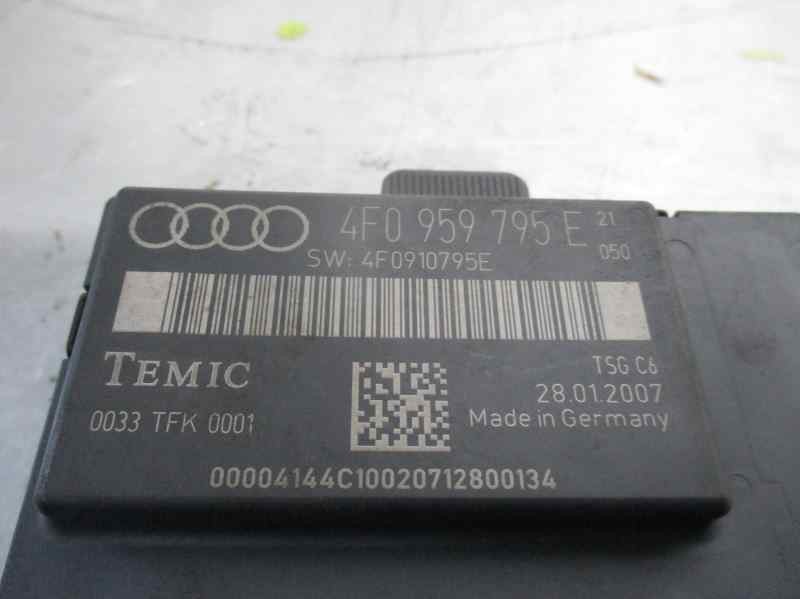 4F0 959 795 E 21
050
SW: 4F0910795E
TEMIC
TSG C6
28.01.2007
0033 TFK 0001
Made in Germany
00004144C10020712800134